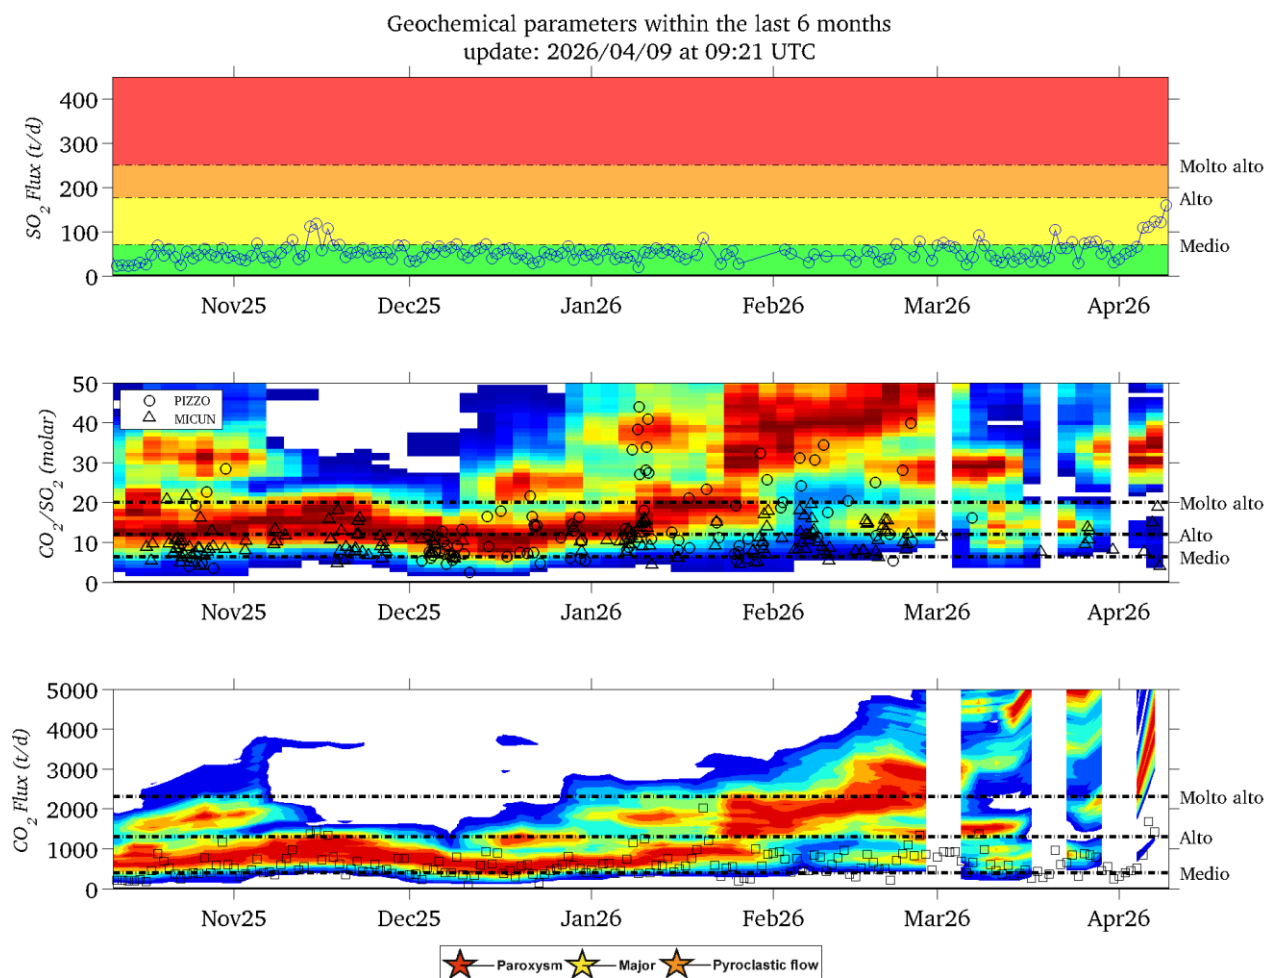 Geochemical parameters within the last 6 months
update: 2026/04/09 at 09:21 UTC
SO2 Flux (t/d)
400
300
200
100
0
Molto alto
Alto
Medio
Nov25 Dec25 Jan26 Feb26 Mar26 Apr26
CO2/SO2 (molar)
50
40
30
20
10
0
PIZZO
MICUN
Molto alto
Alto
Medio
Nov25 Dec25 Jan26 Feb26 Mar26 Apr26
CO2 Flux (t/d)
5000
4000
3000
2000
1000
0
Molto alto
Alto
Medio
Nov25 Dec25 Jan26 Feb26 Mar26 Apr26
Paroxysm Major Pyroclastic flow